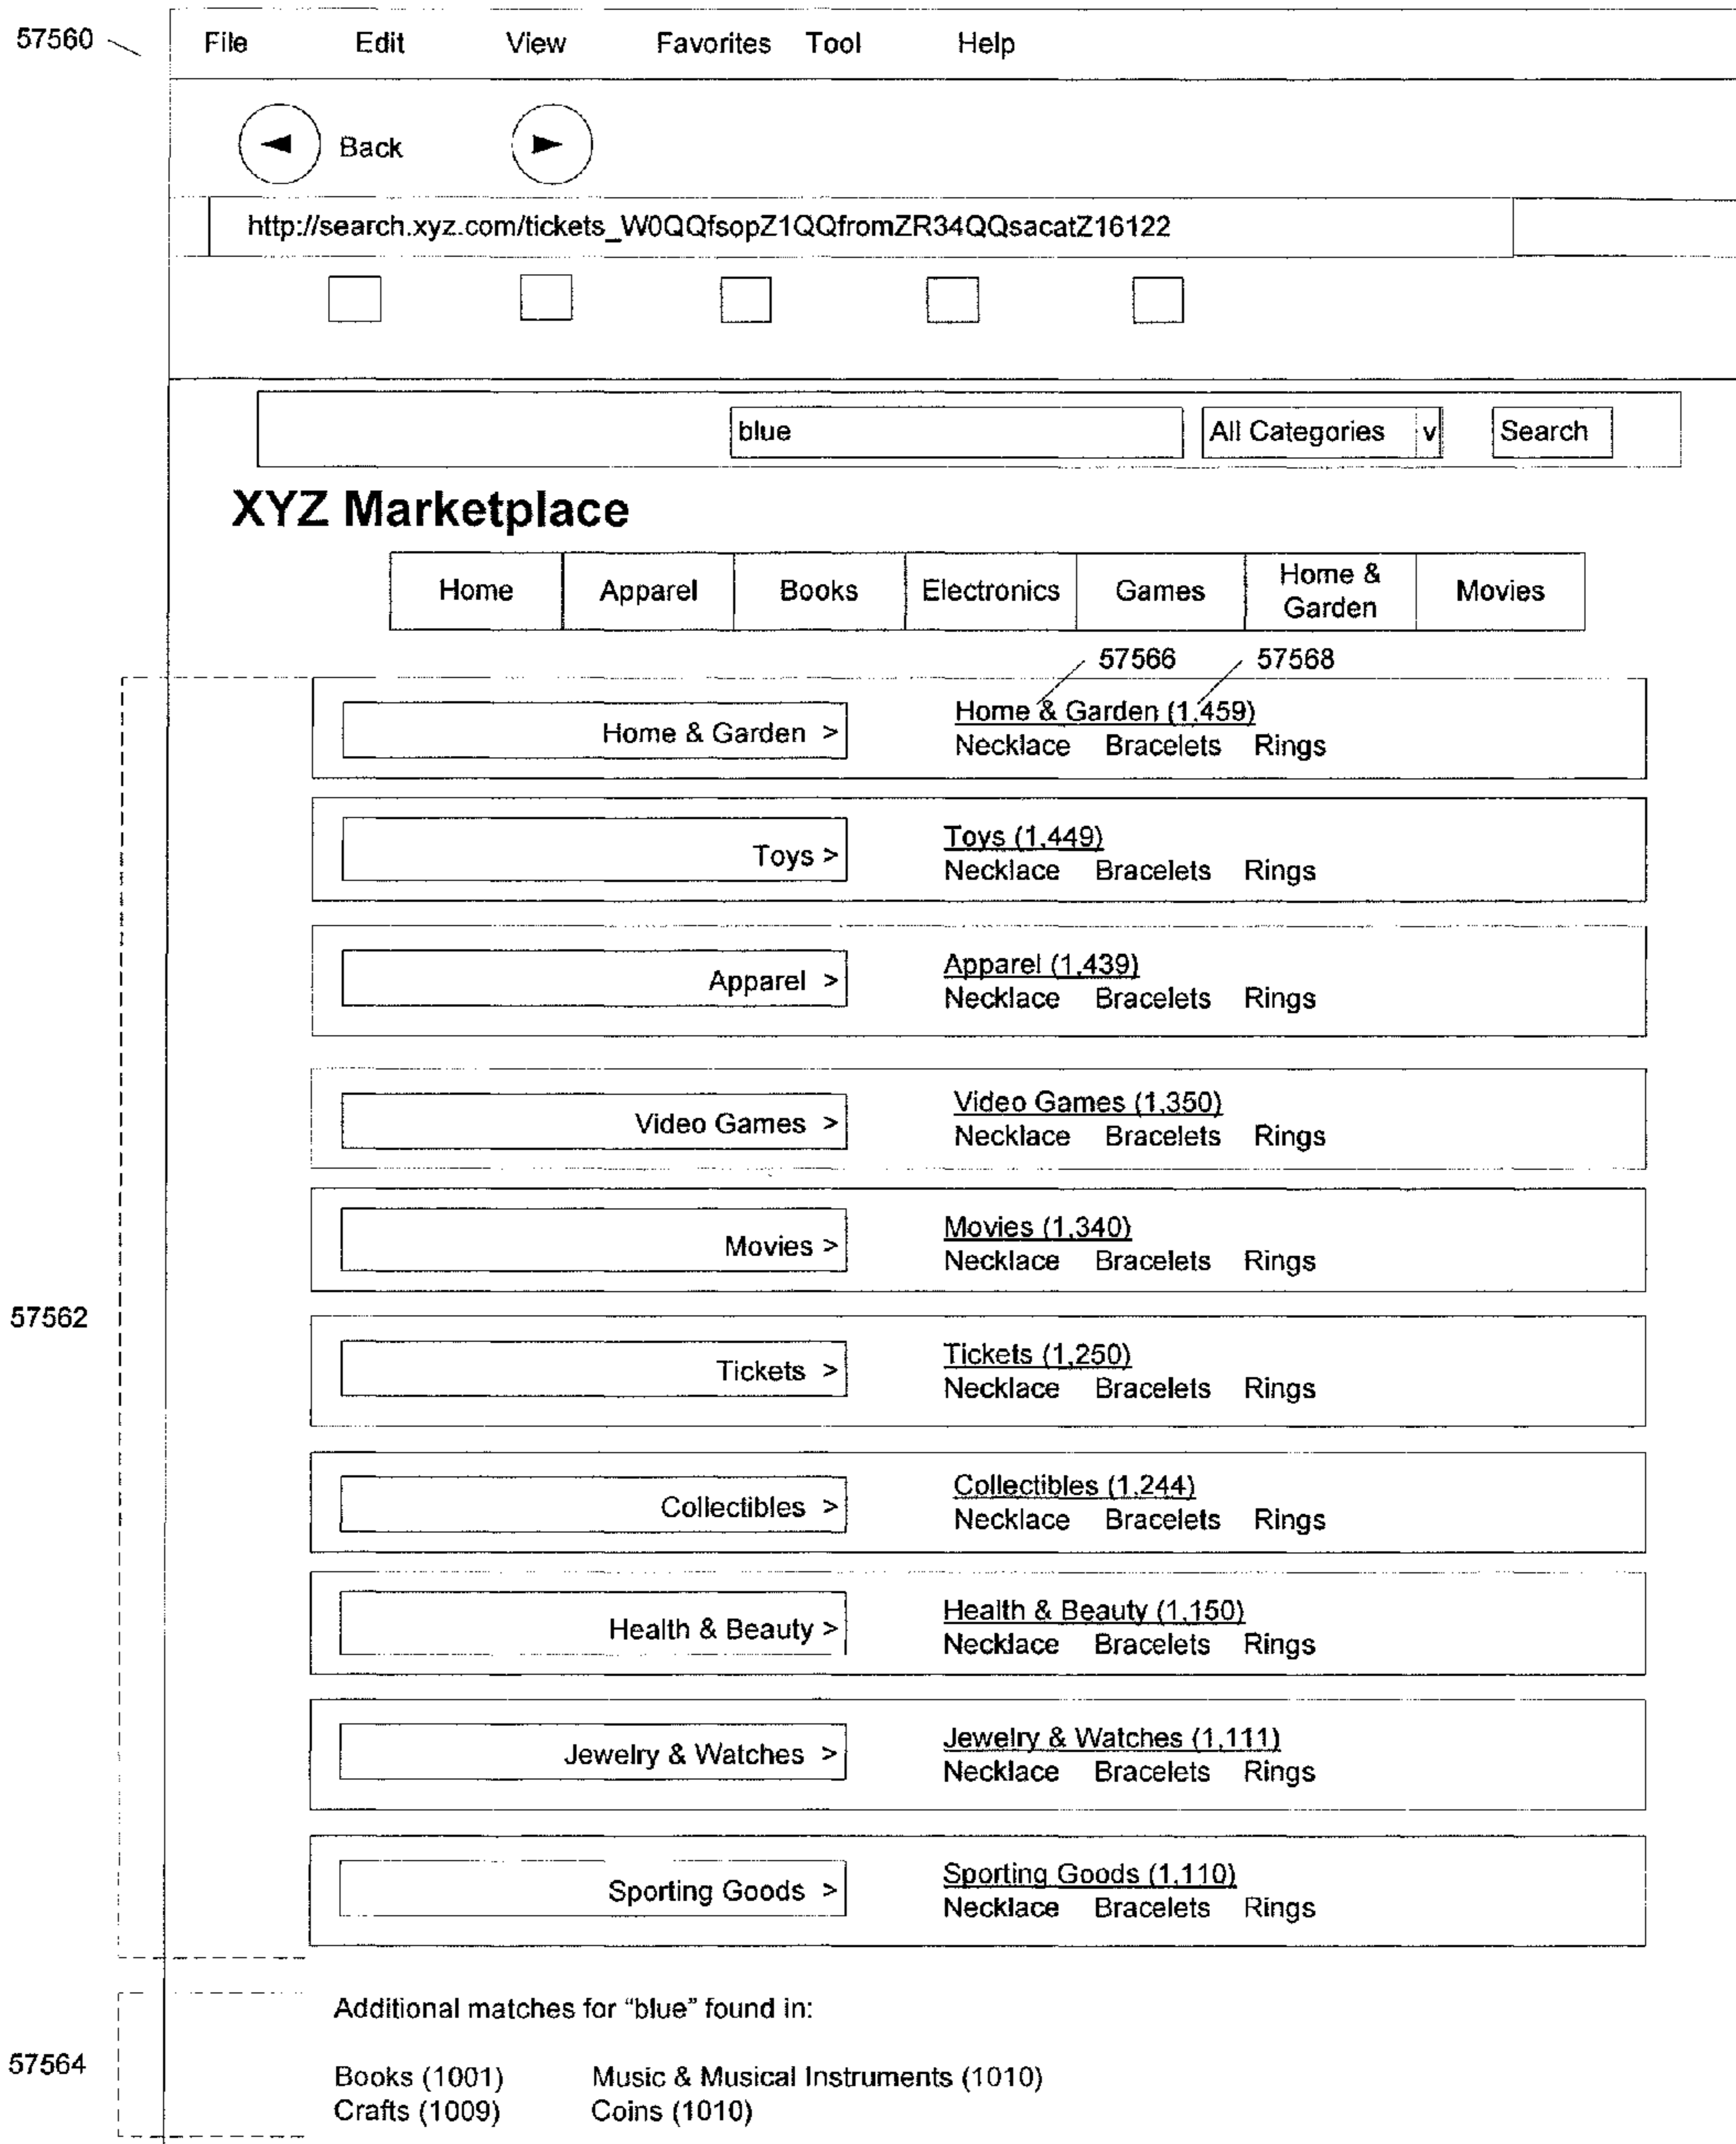 57560
File Edit View Favorites Tool Help
◄ Back ►
http://search.xyz.com/tickets_W0QQfsopZ1QQfromZR34QQsacatZ16122
blue All Categories v Search
XYZ Marketplace
Home Apparel Books Electronics Games Home & Garden Movies
57566 57568
Home & Garden > Home & Garden (1,459)
Necklace Bracelets Rings
Toys > Toys (1,449)
Necklace Bracelets Rings
Apparel > Apparel (1,439)
Necklace Bracelets Rings
Video Games > Video Games (1,350)
Necklace Bracelets Rings
Movies > Movies (1,340)
Necklace Bracelets Rings
57562
Tickets > Tickets (1,250)
Necklace Bracelets Rings
Collectibles > Collectibles (1,244)
Necklace Bracelets Rings
Health & Beauty > Health & Beauty (1,150)
Necklace Bracelets Rings
Jewelry & Watches > Jewelry & Watches (1,111)
Necklace Bracelets Rings
Sporting Goods > Sporting Goods (1,110)
Necklace Bracelets Rings
Additional matches for “blue” found in:
57564
Books (1001) Music & Musical Instruments (1010)
Crafts (1009) Coins (1010)